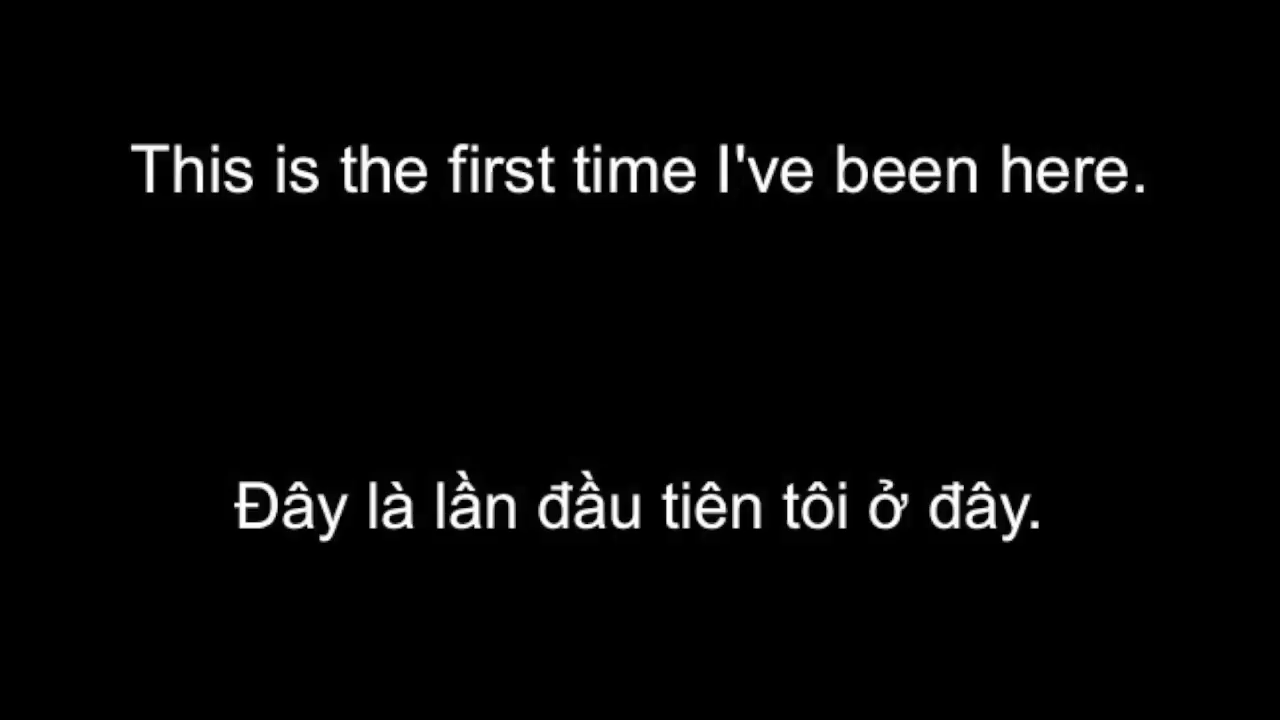 This is the first time I've been here.
Đây là lần đầu tiên tôi ở đây.